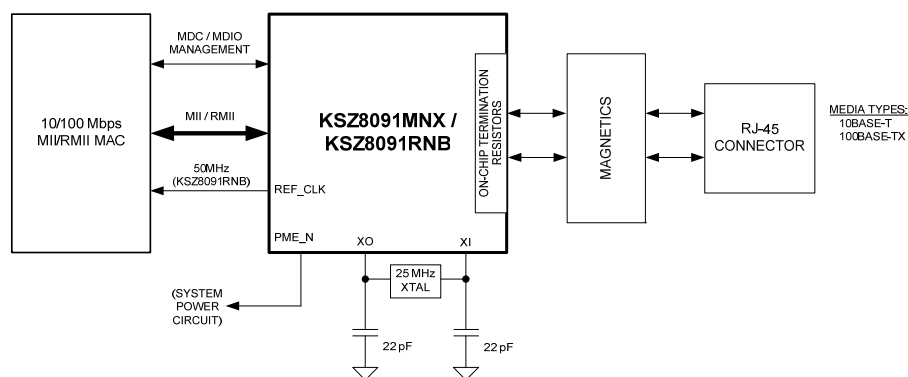 MDC / MDIO
MANAGEMENT
10/100 Mbps
MII/RMII MAC
MII / RMII
50MHz
(KSZ8091RNB)
REF_CLK
KSZ8091MNX /
KSZ8091RNB
ON-CHIP TERMINATION
RESISTORS
MAGNETICS
RJ-45
CONNECTOR
MEDIA TYPES:
10BASE-T
100BASE-TX
PME_N
XO
XI
25 MHz
XTAL
(SYSTEM
POWER
CIRCUIT)
22 pF
22 pF